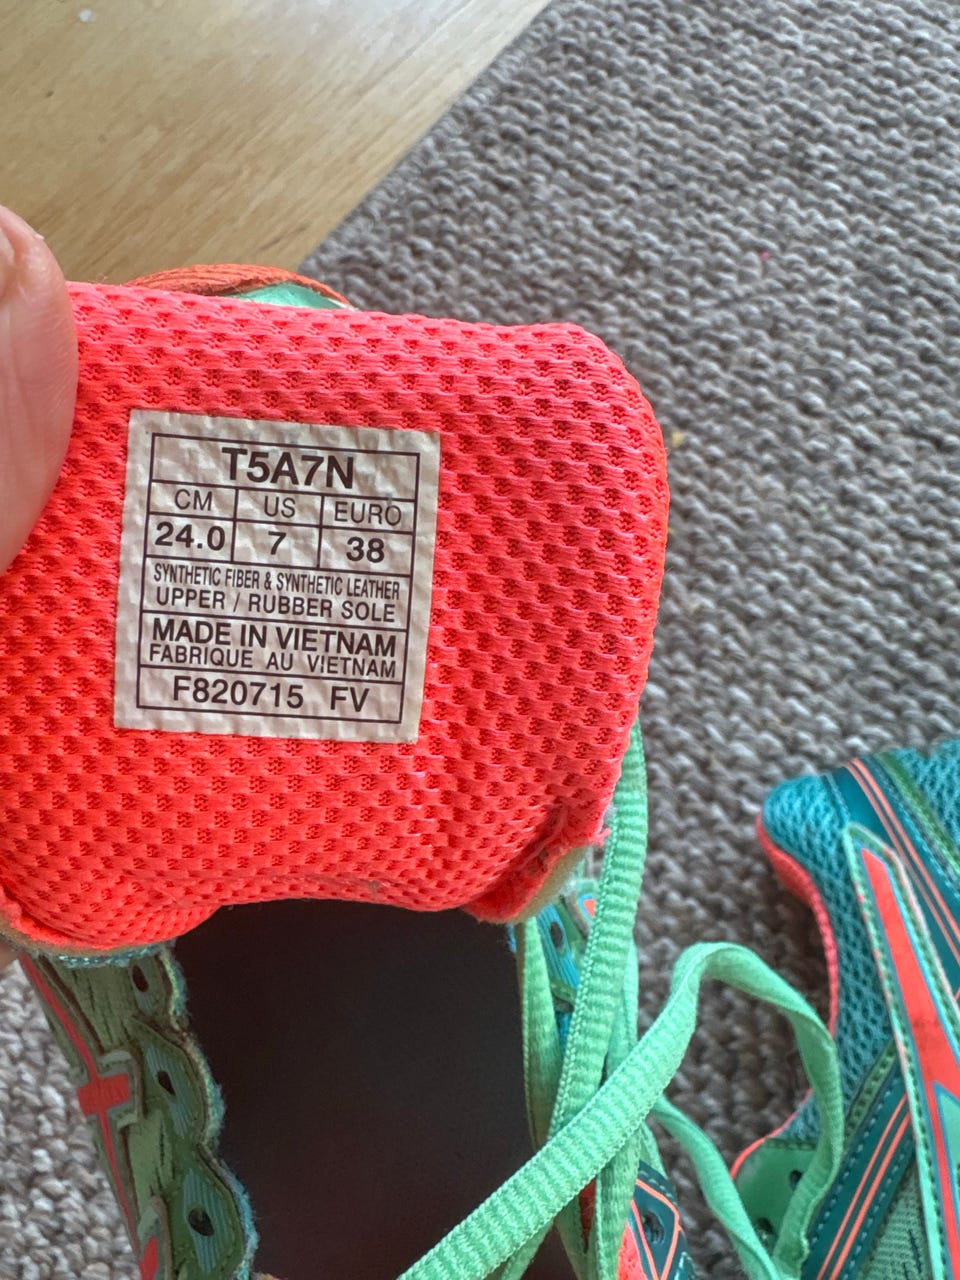 T5A7N
CM US EURO
24.0 7 38
SYNTHETIC FIBER & SYNTHETIC LEATHER
UPPER / RUBBER SOLE
MADE IN VIETNAM
FABRIQUE AU VIETNAM
F820715 FV